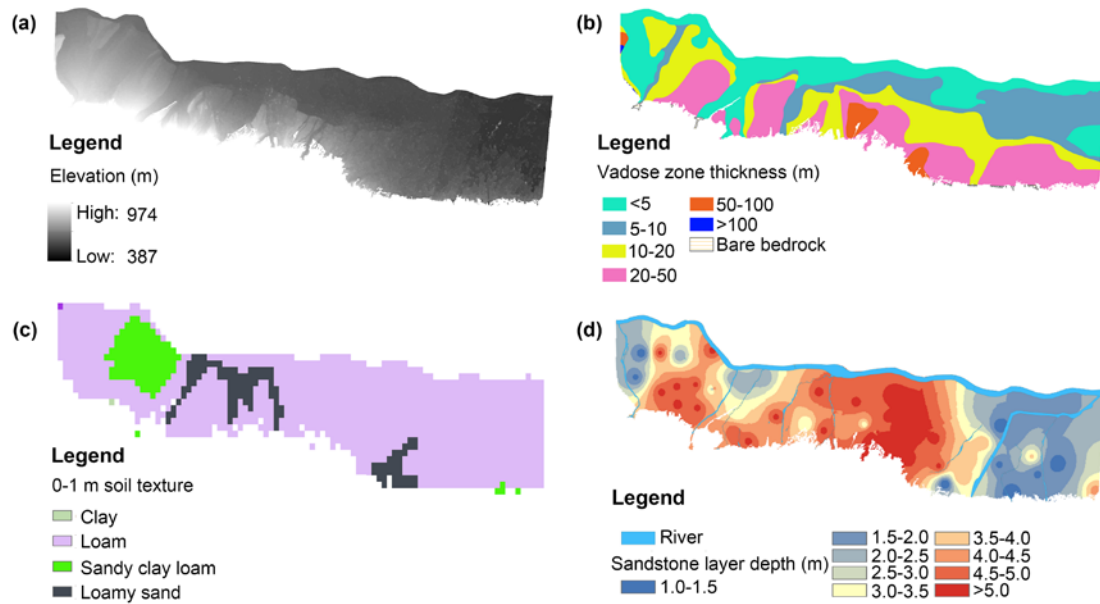 (a)
Legend
Elevation (m)
High: 974
Low: 387
(b)
Legend
Vadose zone thickness (m)
<5
5-10
10-20
20-50
50-100
>100
Bare bedrock
(c)
Legend
0-1 m soil texture
Clay
Loam
Sandy clay loam
Loamy sand
(d)
Legend
River
Sandstone layer depth (m)
1.0-1.5
1.5-2.0
2.0-2.5
2.5-3.0
3.0-3.5
3.5-4.0
4.0-4.5
4.5-5.0
>5.0